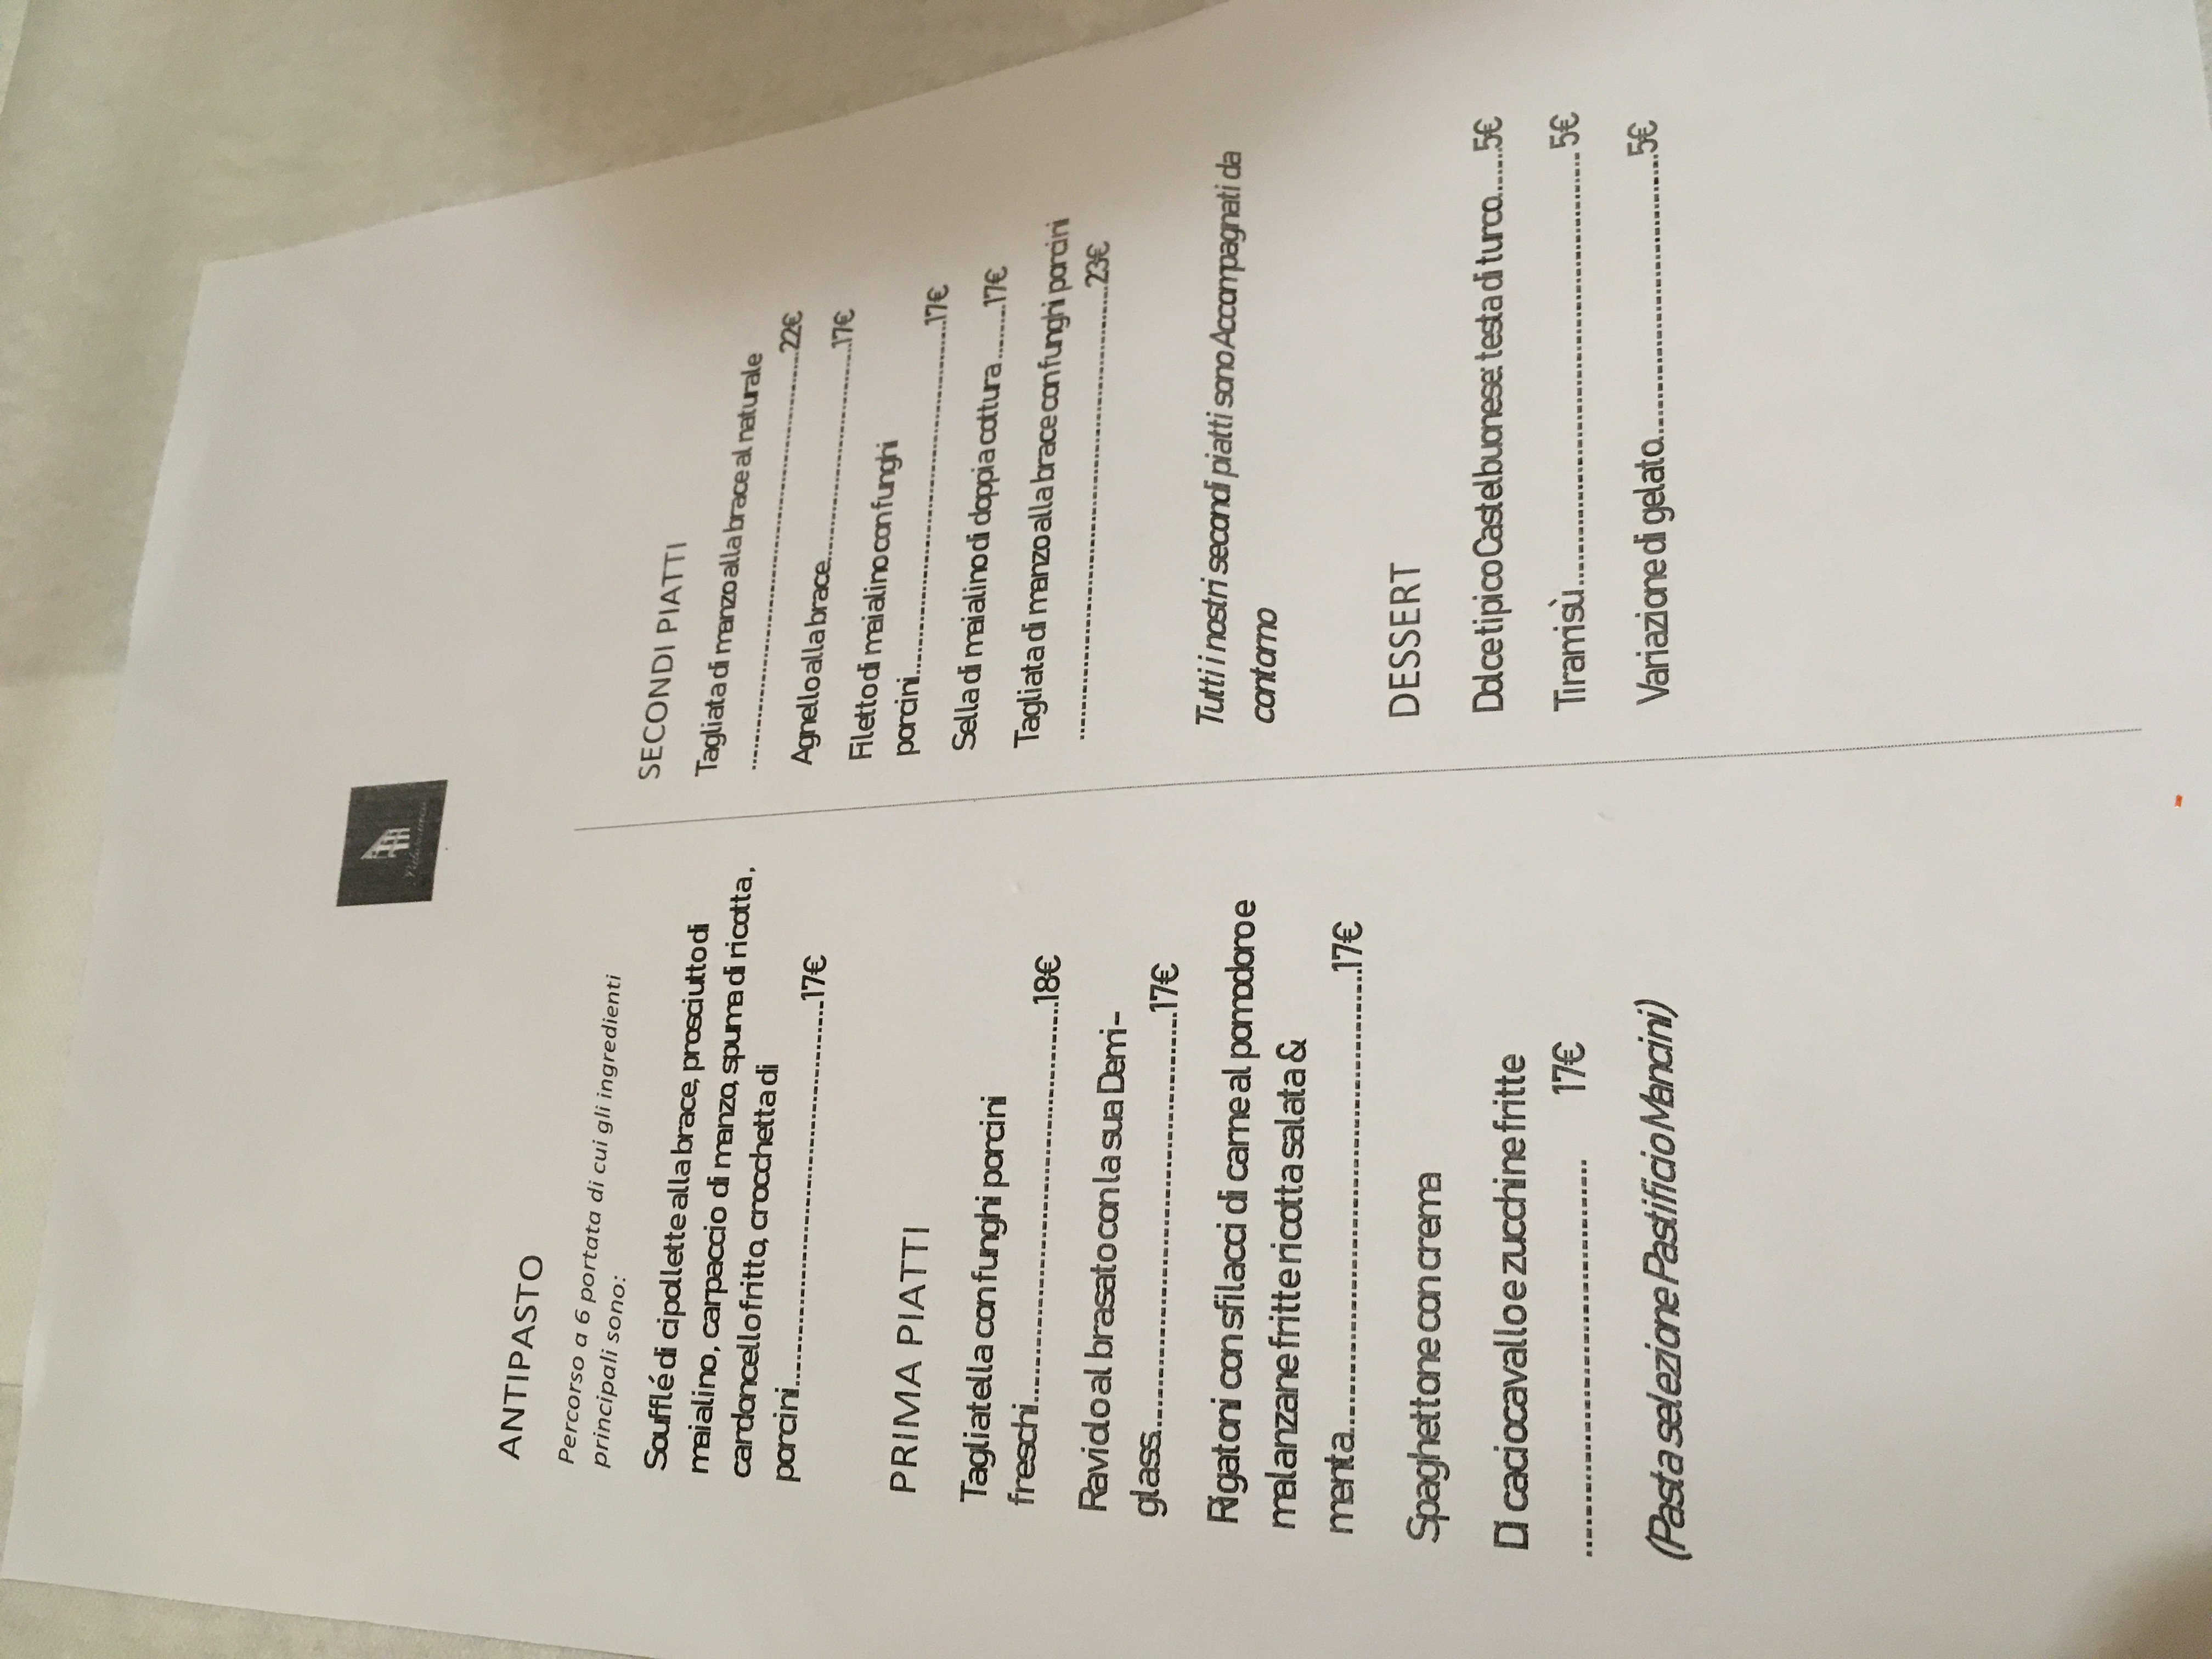 ANTIPASTO
Percorso a 6 portata di cui gli ingredienti
principali sono:
Soufflé di cipollette alla brace, prosciutto di
maialino, carpaccio di manzo, spuma di ricotta,
cardoncello fritto, crocchetta di
porcini.............................................17€
PRIMA PIATTI
Tagliatella con funghi porcini
freschi.............................................18€
Raviolo al brasato con la sua Demi-
glass...............................................17€
Rigatoni con sfilacci di carne al pomodoro e
malanzane fritte ricotta salata &
menta...............................................17€
Spaghettone con crema
Di caciocavallo e zucchine fritte
............................................. 17€
(Pasta selezione Pastificio Mancini)
SECONDI PIATTI
Tagliata di manzo alla brace al naturale
...................................................22€
Agnello alla brace..........................17€
Filetto di maialino con funghi
porcini..........................................17€
Sella di maialino di doppia cottura.........17€
Tagliata di manzo alla brace con funghi porcini
...................................................23€
Tutti i nostri secondi piatti sono Accompagnati da
contorno
DESSERT
Dolce tipico Castelbuonese: testa di turco.......5€
Tiramisù................................................5€
Variazione di gelato................................5€